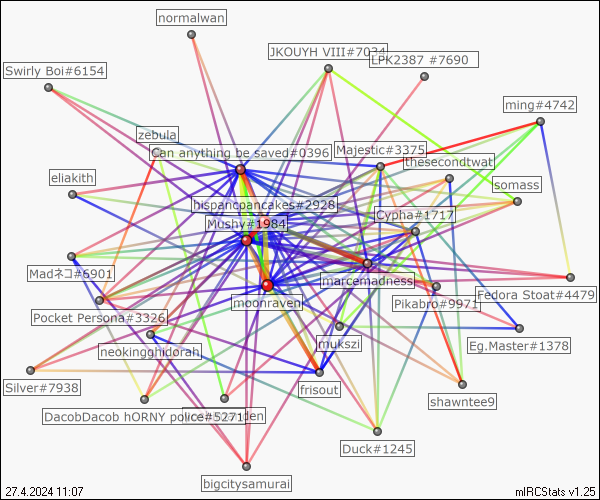 normalwan
JKOUYH VIII#7034
LPK2387 #7690
Swirly Boi#6154
ming#4742
zebula
Can anything be saved#0396
Majestic#3375
thesecondtwat
eliakith
somass
hispanopancakes#2928
Cypha#1717
Mushy#1984
Madネコ#6901
marcemadness
Fedora Stoat#4479
moonraven
Pikabro#9971
Pocket Persona#3326
mukszi
Eg.Master#1378
neokingghidorah
Silver#7938
frisout
shawntee9
DacobDacob hORNY police#5271
Duck#1245
bigcitysamurai
27.4.2024 11:07
mIRCStats v1.25